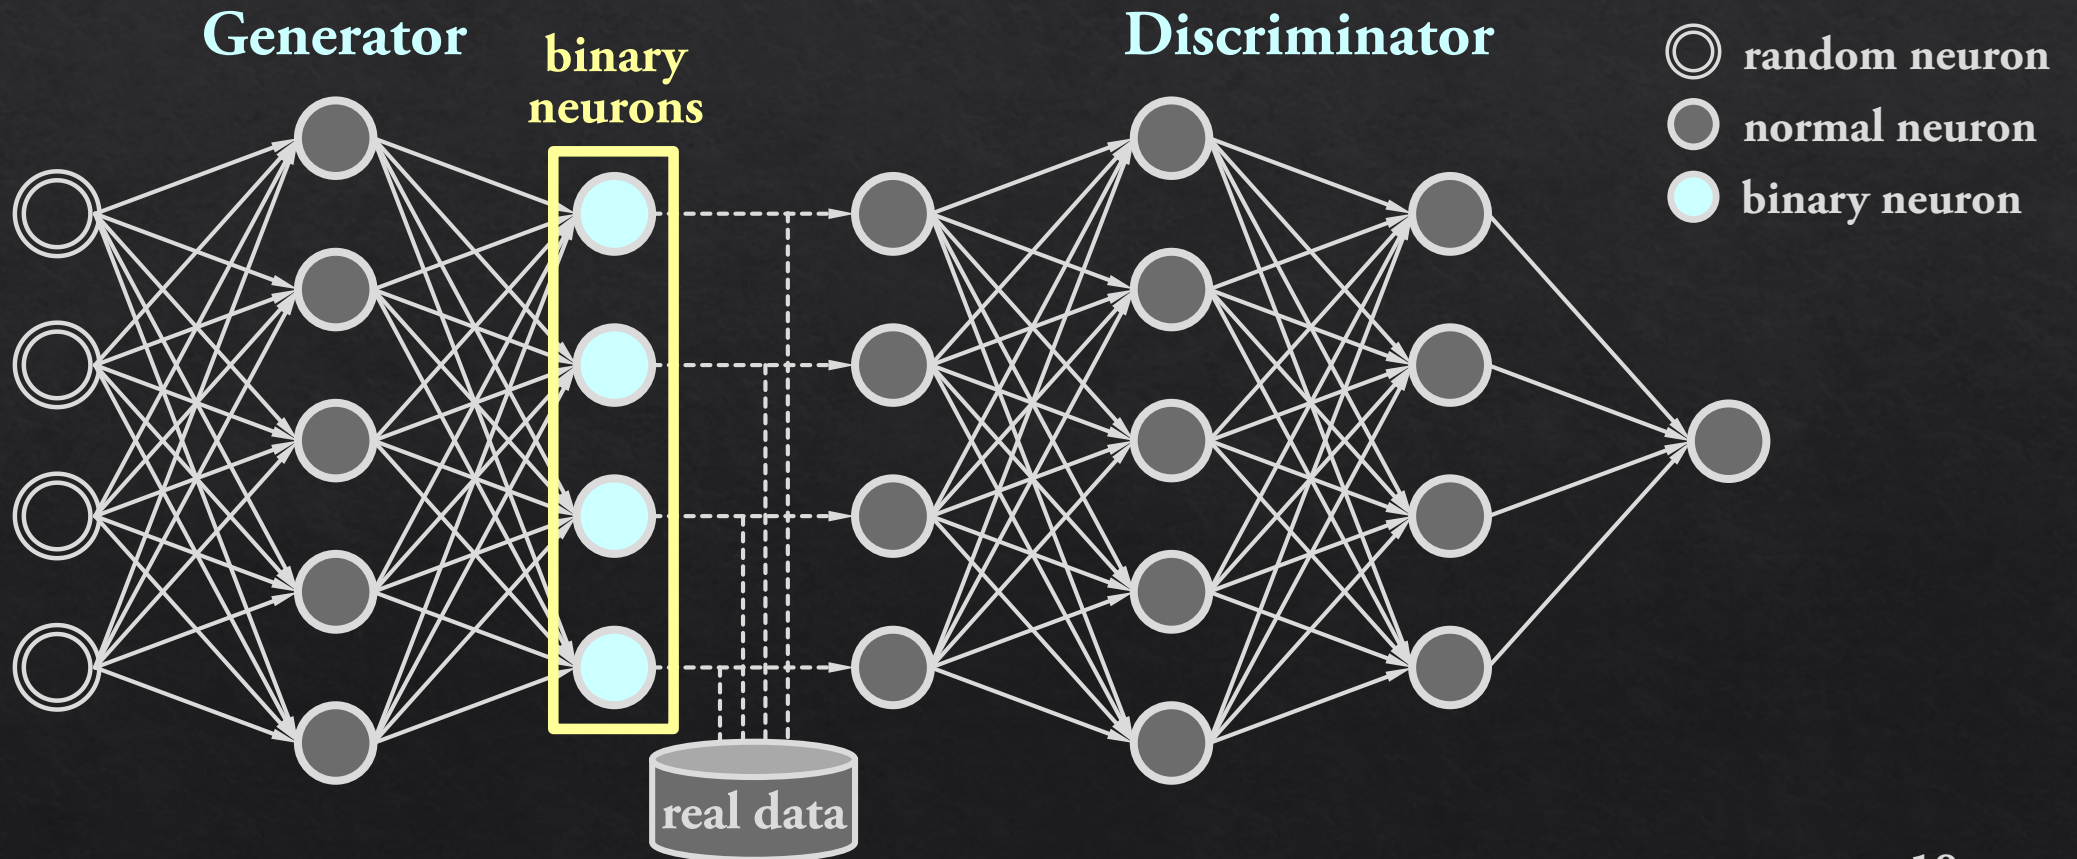 Generator
binary
neurons
Discriminator
random neuron
normal neuron
binary neuron
real data